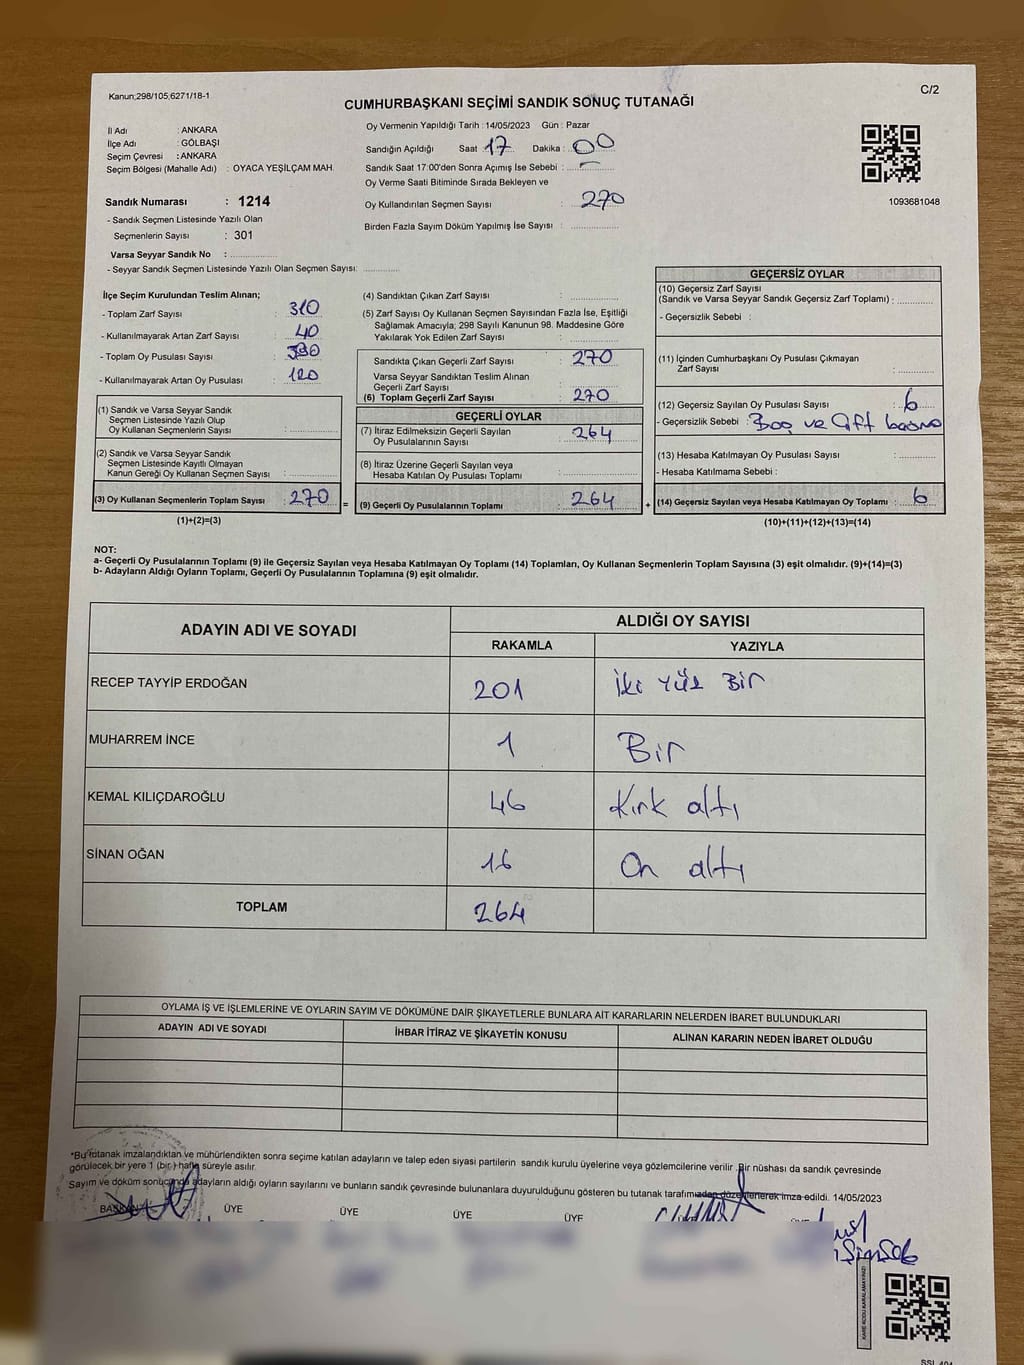 Kanun;298/105,6271/18-1
C/2
CUMHURBAŞKANI SEÇİMİ SANDIK SONUÇ TUTANAĞI
İl Adı : ANKARA
İlçe Adı : GÖLBAŞI
Seçim Çevresi : ANKARA
Seçim Bölgesi (Mahalle Adı) : OYACA YEŞİLÇAM MAH.
Oy Vermenin Yapıldığı Tarih : 14/05/2023 Gün : Pazar
Sandığın Açıldığı Saat : 17 Dakika : 00
Sandık Saat 17:00'den Sonra Açımış İse Sebebi : -
Oy Verme Saati Bitiminde Sırada Bekleyen ve
Oy Kullandırılan Seçmen Sayısı : 270
Birden Fazla Sayım Döküm Yapılmış İse Sayısı :
1093681048
Sandık Numarası : 1214
- Sandık Seçmen Listesinde Yazılı Olan
Seçmenlerin Sayısı : 301
Varsa Seyyar Sandık No :
- Seyyar Sandık Seçmen Listesinde Yazılı Olan Seçmen Sayısı:
İlçe Seçim Kurulundan Teslim Alınan;
- Toplam Zarf Sayısı : 310
- Kullanılmayarak Artan Zarf Sayısı : 40
- Toplam Oy Pusulası Sayısı :
- Kullanılmayarak Artan Oy Pusulası : 120
(1) Sandık ve Varsa Seyyar Sandık
Seçmen Listesinde Yazılı Olup
Oy Kullanan Seçmenlerin Sayısı :
(2) Sandık ve Varsa Seyyar Sandık
Seçmen Listesinde Kayıtlı Olmayan
Kanun Gereği Oy Kullanan Seçmen Sayısı :
(3) Oy Kullanan Seçmenlerin Toplam Sayısı : 270 =
(1)+(2)=(3)
(4) Sandıktan Çıkan Zarf Sayısı :
(5) Zarf Sayısı Oy Kullanan Seçmen Sayısından Fazla İse, Eşitliği
Sağlamak Amacıyla; 298 Sayılı Kanunun 98. Maddesine Göre
Yakılarak Yok Edilen Zarf Sayısı :
Sandıkta Çıkan Geçerli Zarf Sayısı : 270
Varsa Seyyar Sandıktan Teslim Alınan
Geçerli Zarf Sayısı :
(6) Toplam Geçerli Zarf Sayısı : 270
GEÇERLİ OYLAR
(7) İtiraz Edilmeksizin Geçerli Sayılan
Oy Pusulalarının Sayısı : 264
(8) İtiraz Üzerine Geçerli Sayılan veya
Hesaba Katılan Oy Pusulası Toplamı :
(9) Geçerli Oy Pusulalarının Toplamı : 264 +
GEÇERSİZ OYLAR
(10) Geçersiz Zarf Sayısı
(Sandık ve Varsa Seyyar Sandık Geçersiz Zarf Toplamı) :
- Geçersizlik Sebebi :
(11) İçinden Cumhurbaşkanı Oy Pusulası Çıkmayan
Zarf Sayısı :
(12) Geçersiz Sayılan Oy Pusulası Sayısı : 6
- Geçersizlik Sebebi : Boş ve Çift basma
(13) Hesaba Katılmayan Oy Pusulası Sayısı :
- Hesaba Katılmama Sebebi :
(14) Geçersiz Sayılan veya Hesaba Katılmayan Oy Toplamı : 6
(10)+(11)+(12)+(13)=(14)
NOT:
a- Geçerli Oy Pusulalarının Toplamı (9) ile Geçersiz Sayılan veya Hesaba Katılmayan Oy Toplamı (14) Toplamları, Oy Kullanan Seçmenlerin Toplam Sayısına (3) eşit olmalıdır. (9)+(14)=(3)
b- Adayların Aldığı Oyların Toplamı, Geçerli Oy Pusulalarının Toplamına (9) eşit olmalıdır.
ADAYIN ADI VE SOYADI ALDIĞI OY SAYISI
RAKAMLA YAZIYLA
RECEP TAYYİP ERDOĞAN 201 İki Yüz Bir
MUHARREM İNCE 1 Bir
KEMAL KILIÇDAROĞLU 46 Kırk altı
SİNAN OĞAN 16 On altı
TOPLAM 264
OYLAMA İŞ VE İŞLEMLERİNE VE OYLARIN SAYIM VE DÖKÜMÜNE DAİR ŞİKAYETLERLE BUNLARA AİT KARARLARIN NELERDEN İBARET BULUNDUKLARI
ADAYIN ADI VE SOYADI İHBAR İTİRAZ VE ŞİKAYETİN KONUSU ALINAN KARARIN NEDEN İBARET OLDUĞU
*Bu tutanak imzalandıktan ve mühürlendikten sonra seçime katılan adayların ve talep eden siyasi partilerin sandık kurulu üyelerine veya gözlemcilerine verilir. Bir nüshası da sandık çevresinde
görülecek bir yere 1 (bir) hafta süreyle asılır.
Sayım ve döküm sonucunda adayların aldığı oyların sayılarını ve bunların sandık çevresinde bulunanlara duyurulduğunu gösteren bu tutanak tarafımızdan düzenlenerek imza edildi. 14/05/2023
BAŞKAN ÜYE ÜYE ÜYE ÜYE
KARE KODU KARALAMAYINIZ!